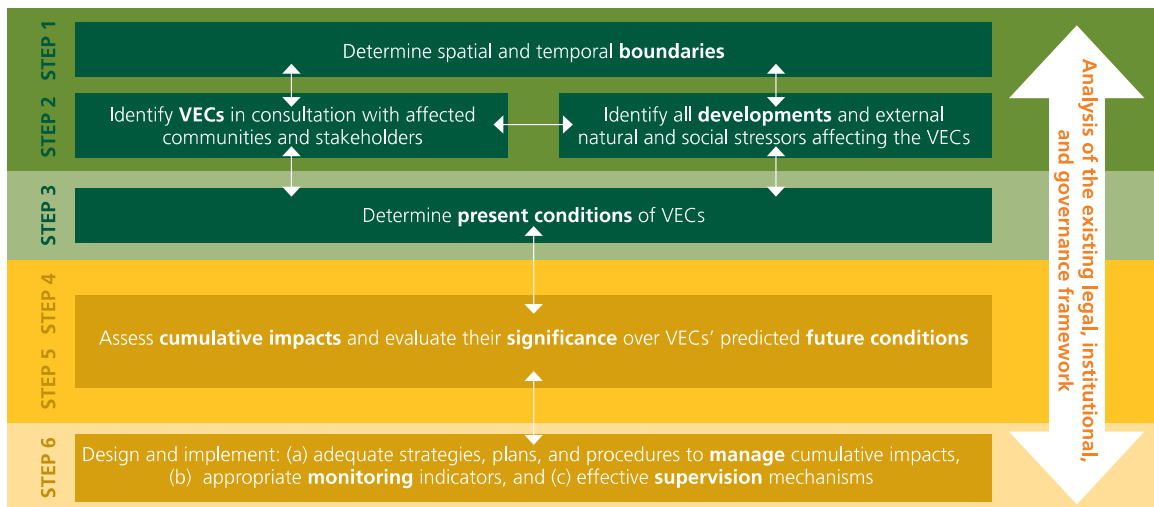 STEP 1
Determine spatial and temporal boundaries
STEP 2
Identify VECs in consultation with affected
communities and stakeholders
Identify all developments and external
natural and social stressors affecting the VECs
STEP 3
Determine present conditions of VECs
STEP 4
STEP 5
Assess cumulative impacts and evaluate their significance over VECs’ predicted future conditions
STEP 6
Design and implement: (a) adequate strategies, plans, and procedures to manage cumulative impacts,
(b) appropriate monitoring indicators, and (c) effective supervision mechanisms
Analysis of the existing legal, institutional,
and governance framework